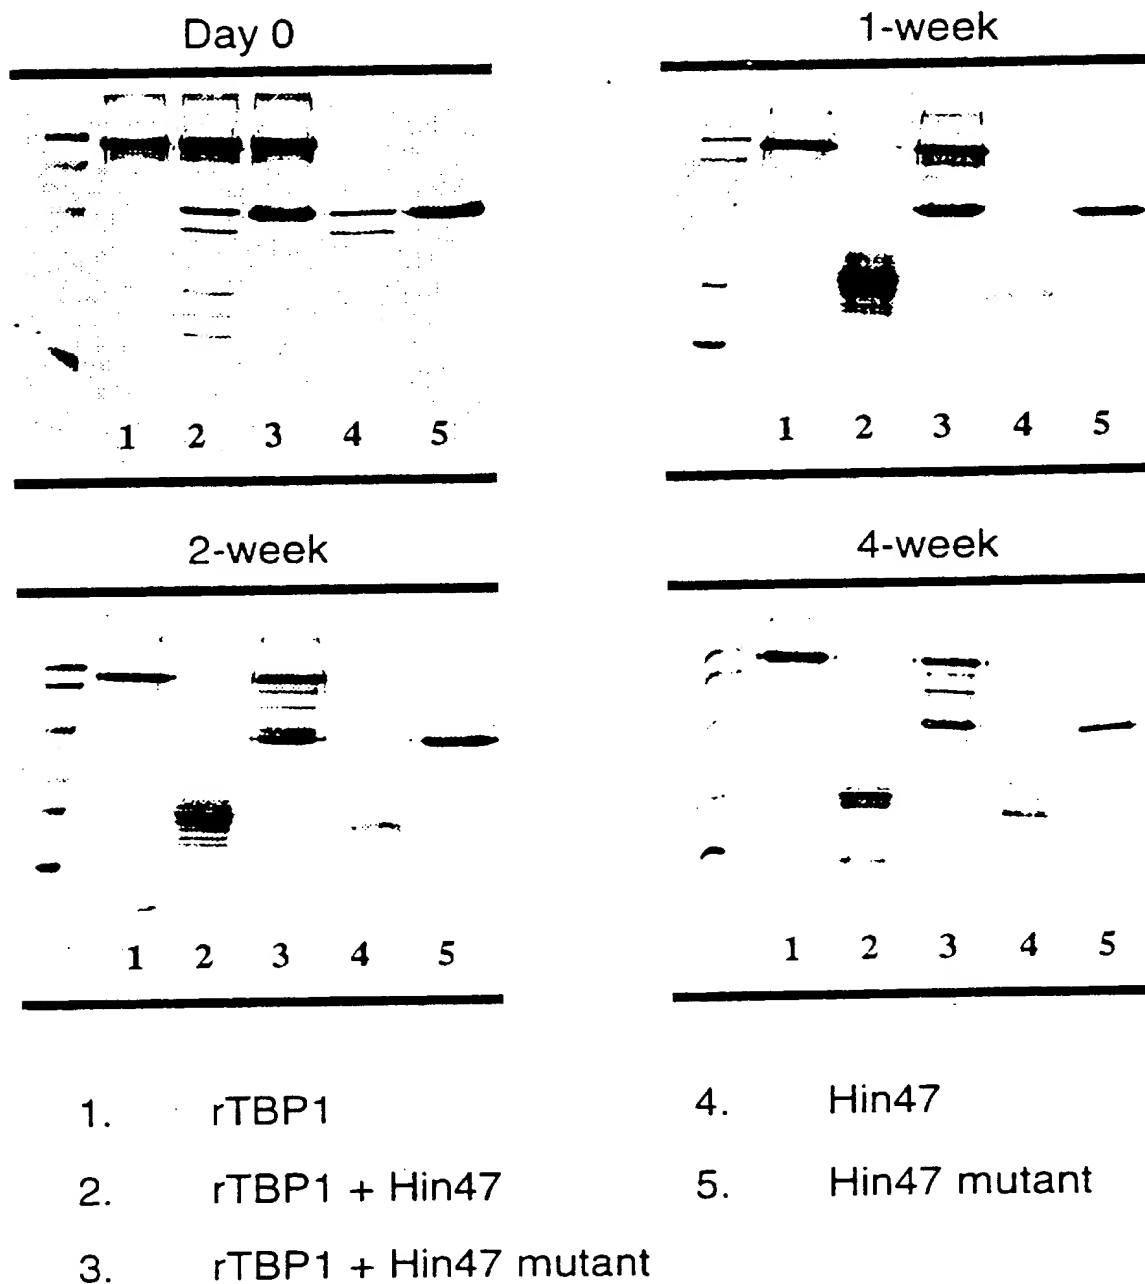 Day 0
1 2 3 4 5
1-week
1 2 3 4 5
2-week
1 2 3 4 5
4-week
1 2 3 4 5
1. rTBP1
2. rTBP1 + Hin47
3. rTBP1 + Hin47 mutant
4. Hin47
5. Hin47 mutant